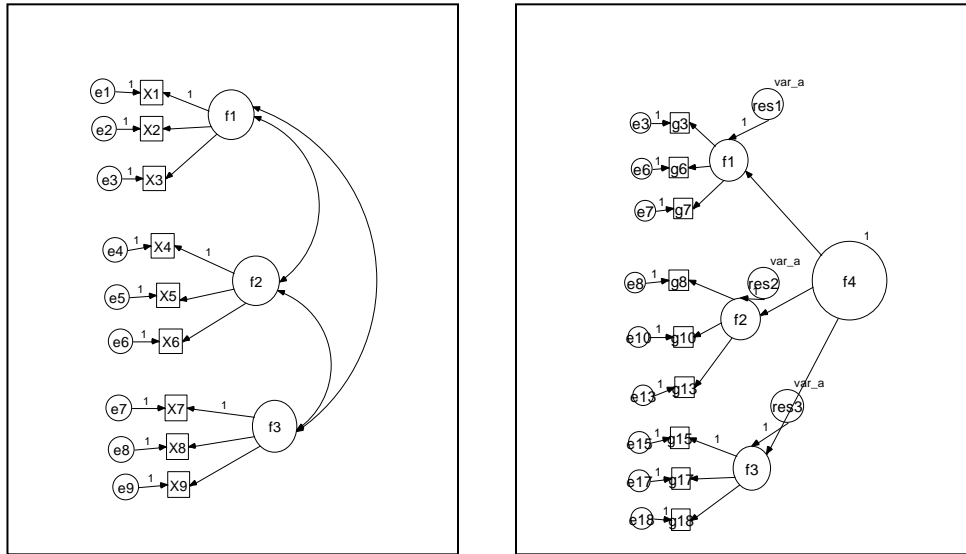 e1 1 X1 1
e2 1 X2
f1
e3 1 X3
e4 1 X4 1
e5 1 X5
f2
e6 1 X6
e7 1 X7 1
f3
e8 1 X8
e9 1 X9
var_a
res1
1
e3 1 g3
f1
e6 1 g6
e7 1 g7
1
f4
var_a
e8 1 g8
res2
1
f2
e10 1 g10
e13 1 g13
var_a
res3
1
e15 1 g15 1
f3
e17 1 g17
e18 1 g18